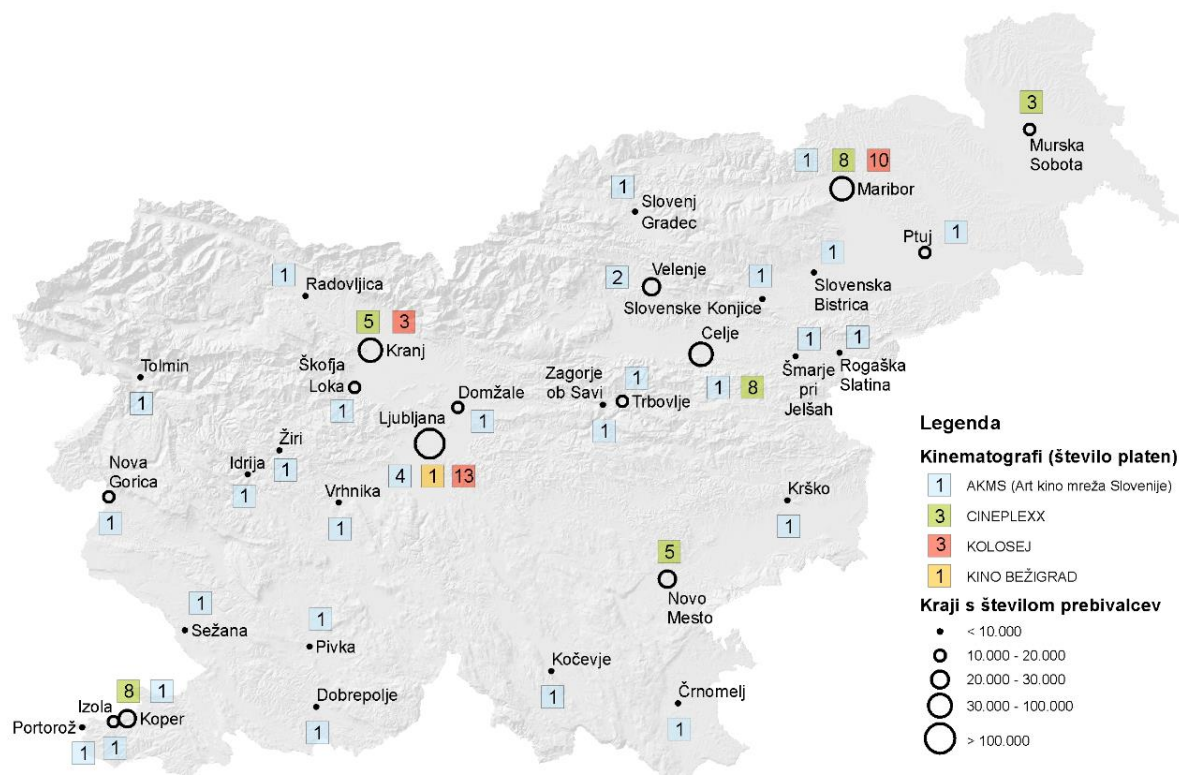 3
Murska
Sobota
1 8 10
Maribor
1
Slovenj
Gradec
1
Ptuj
1
Slovenska
Bistrica
2
Velenje
1
Slovenske Konjice
1
Radovljica
5 3
Kranj
Celje
1 8
1
Šmarje
pri
Jelšah
1
Rogaška
Slatina
Tolmin
1
Škofja
Loka
1
Domžale
1
Zagorje
ob Savi
1
1
Trbovlje
Ljubljana
4 1 13
Žiri
1
Idrija
1
Nova
Gorica
1
Vrhnika
1
Krško
1
5
Novo
Mesto
1
Sežana
1
Pivka
Kočevje
1
Črnomelj
1
Dobrepolje
1
8 1
Izola
Koper
Portorož
1 1
Legenda
Kinematografi (število platen)
1 AKMS (Art kino mreža Slovenije)
3 CINEPLEXX
3 KOLOSEJ
1 KINO BEŽIGRAD
Kraji s številom prebivalcev
< 10.000
10.000 - 20.000
20.000 - 30.000
30.000 - 100.000
> 100.000